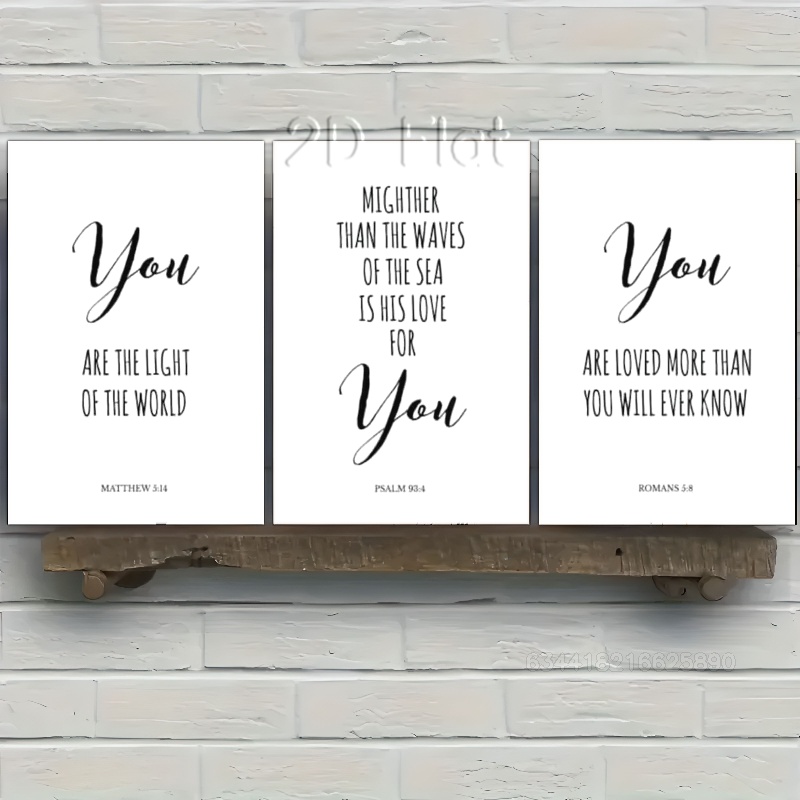 2D Flat
You
ARE THE LIGHT
OF THE WORLD
MATTHEW 5:14
MIGHTHER
THAN THE WAVES
OF THE SEA
IS HIS LOVE
FOR
You
PSALM 93:4
You
ARE LOVED MORE THAN
YOU WILL EVER KNOW
ROMANS 5:8
634418216625890